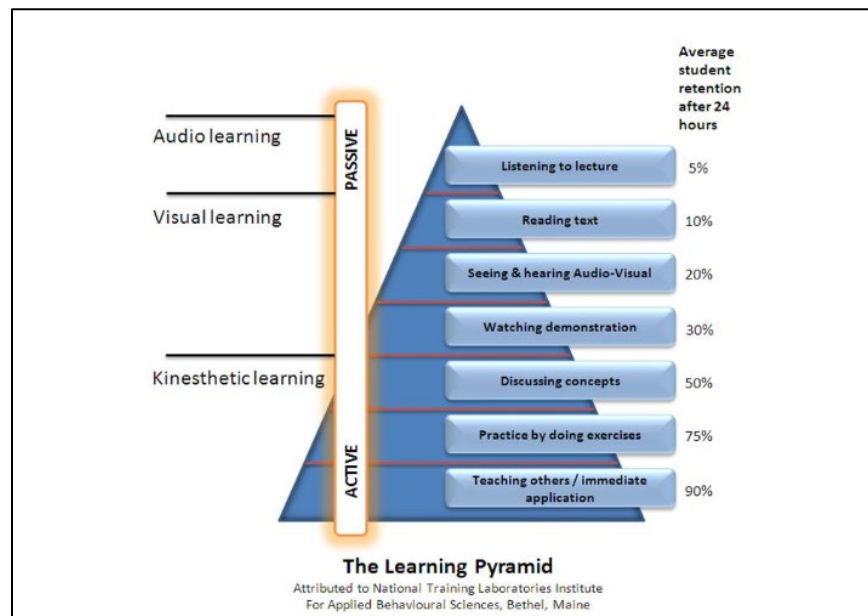 Average
student
retention
after 24
hours
Audio learning
PASSIVE
Listening to lecture 5%
Visual learning
Reading text 10%
Seeing & hearing Audio-Visual 20%
Watching demonstration 30%
Kinesthetic learning
Discussing concepts 50%
Practice by doing exercises 75%
ACTIVE
Teaching others / immediate
application
90%
The Learning Pyramid
Attributed to National Training Laboratories Institute
For Applied Behavioural Sciences, Bethel, Maine